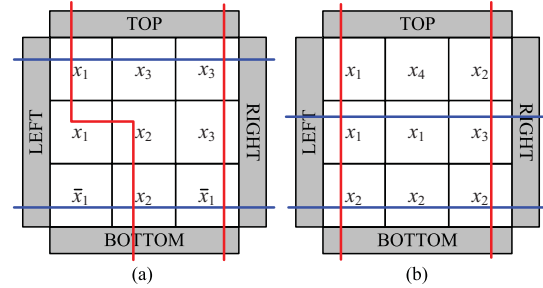 TOP
LEFT
x₁ x₃ x₃
x₁ x₂ x₃
x̄₁ x₂ x̄₁
RIGHT
BOTTOM
(a)
TOP
LEFT
x₁ x₄ x₂
x₁ x₁ x₃
x₂ x₂ x₂
RIGHT
BOTTOM
(b)